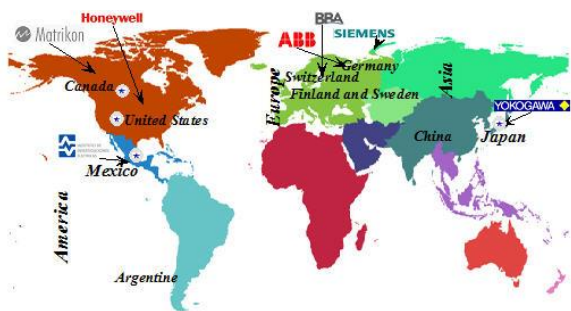 Honeywell
Matrikon
BBA
ABB
SIEMENS
Germany
Switzerland
Canada
Finland and Sweden
Europe
Asia
YOKOGAWA
United States
China
Japan
Mexico
America
Argentine